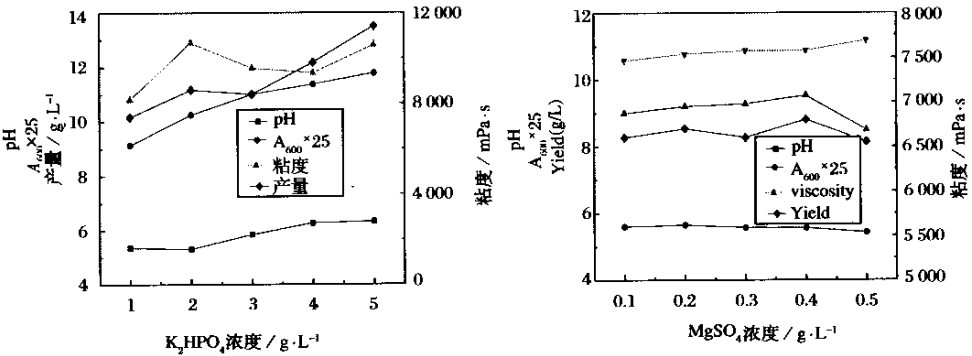 pH
A₆₀₀×25
产量 / g·L⁻¹
14
12
10
8
6
4
12 000
8 000
4 000
0
粘度 / mPa·s
pH
A₆₀₀×25
粘度
产量
1 2 3 4 5
K₂HPO₄浓度 / g·L⁻¹
pH
A₆₀₀×25
Yield(g/L)
12
10
8
6
4
8 000
7 500
7 000
6 500
6 000
5 500
5 000
粘度 / mPa·s
pH
A₆₀₀×25
viscosity
Yield
0.1 0.2 0.3 0.4 0.5
MgSO₄浓度 / g·L⁻¹